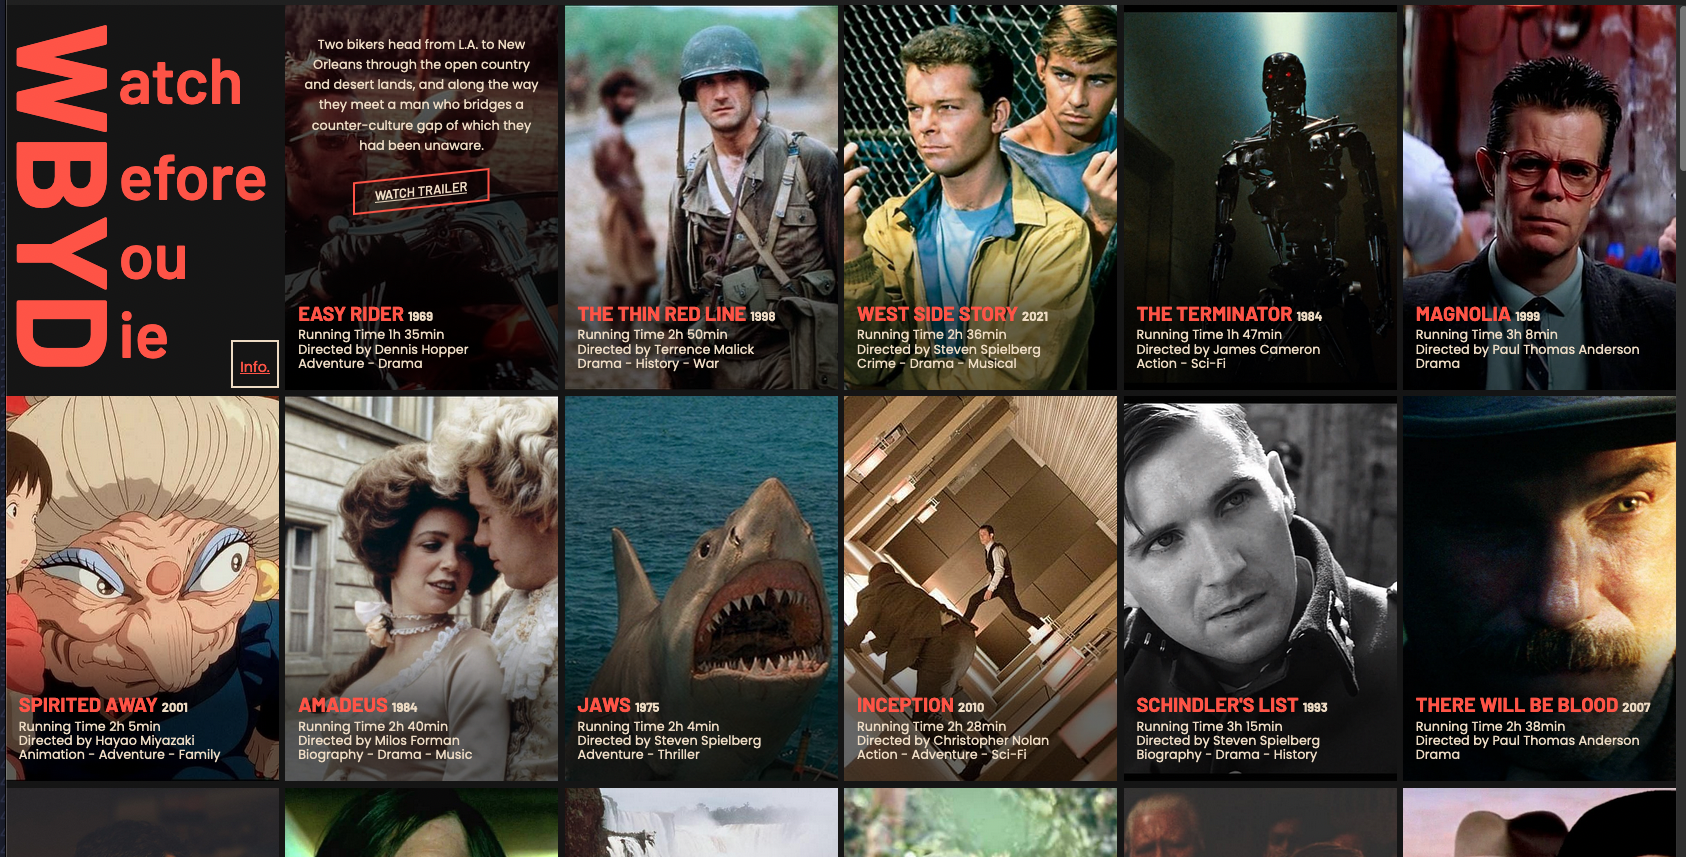 Watch
Before
You
Die
Info.
Two bikers head from L.A. to New
Orleans through the open country
and desert lands, and along the way
they meet a man who bridges a
counter-culture gap of which they
had been unaware.
WATCH TRAILER
EASY RIDER 1969
Running Time 1h 35min
Directed by Dennis Hopper
Adventure - Drama
THE THIN RED LINE 1998
Running Time 2h 50min
Directed by Terrence Malick
Drama - History - War
WEST SIDE STORY 2021
Running Time 2h 36min
Directed by Steven Spielberg
Crime - Drama - Musical
THE TERMINATOR 1984
Running Time 1h 47min
Directed by James Cameron
Action - Sci-Fi
MAGNOLIA 1999
Running Time 3h 8min
Directed by Paul Thomas Anderson
Drama
SPIRITED AWAY 2001
Running Time 2h 5min
Directed by Hayao Miyazaki
Animation - Adventure - Family
AMADEUS 1984
Running Time 2h 40min
Directed by Milos Forman
Biography - Drama - Music
JAWS 1975
Running Time 2h 4min
Directed by Steven Spielberg
Adventure - Thriller
INCEPTION 2010
Running Time 2h 28min
Directed by Christopher Nolan
Action - Adventure - Sci-Fi
SCHINDLER'S LIST 1993
Running Time 3h 15min
Directed by Steven Spielberg
Biography - Drama - History
THERE WILL BE BLOOD 2007
Running Time 2h 38min
Directed by Paul Thomas Anderson
Drama